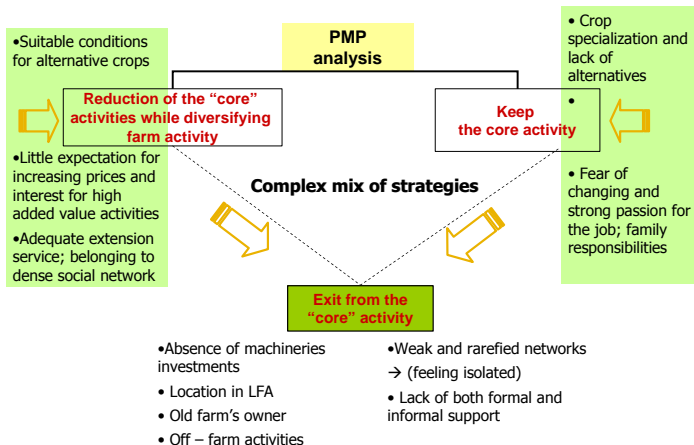 PMP
analysis
•Suitable conditions
for alternative crops
Reduction of the “core”
activities while diversifying
farm activity
•Little expectation for
increasing prices and
interest for high
added value activities
•Adequate extension
service; belonging to
dense social network
• Crop
specialization and
lack of
alternatives
•
Keep
the core activity
• Fear of
changing and
strong passion for
the job; family
responsibilities
Complex mix of strategies
Exit from the
“core” activity
•Absence of machineries
investments
• Location in LFA
• Old farm’s owner
• Off – farm activities
•Weak and rarefied networks
→ (feeling isolated)
• Lack of both formal and
informal support